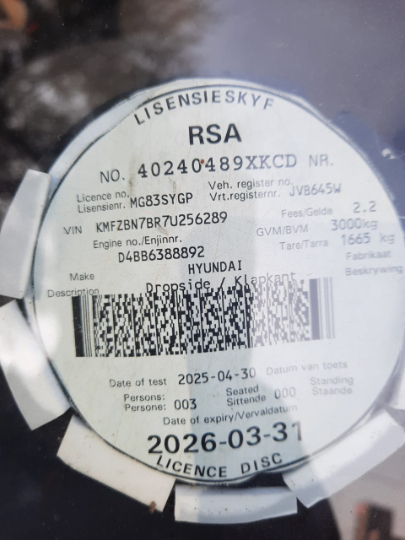 LISENSIESKYF
RSA
NO. 40240489XKCD NR.
Licence no. Veh. register no.
Lisensienr. MG83SYGP Vrt.registernr. JVB645W
Fees/Gelde 2.2
VIN KMFZBN7BR7U256289 GVM/BVM 3000kg
Engine no./Enjinnr. Tara/Tarra 1665 kg
D4BB6388892
HYUNDAI Fabrikaat
Make Dropside / Klapkant Beskrywing
Description
Date of test 2025-04-30 Datum van toets
Persons: Seated Standing
Persone: 003 Sittende 000 Staande
Date of expiry/Vervaldatum
2026-03-31
LICENCE DISC